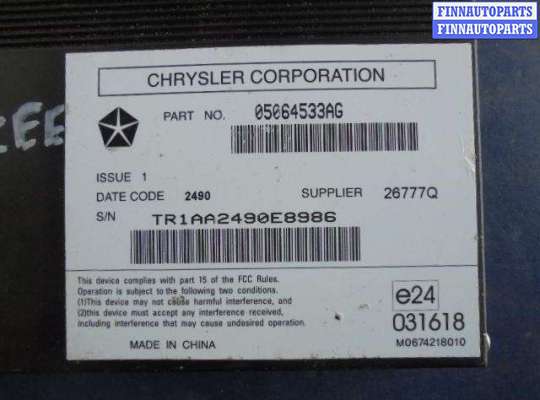 FINNAUTOPARTS
FINNAUTOPARTS
CHRYSLER CORPORATION
PART NO. 05064533AG
ISSUE 1
DATE CODE 2490 SUPPLIER 26777Q
S/N TR1AA2490E8986
This device complies with part 15 of the FCC Rules.
Operation is subject to the following two conditions.
(1)This device may not cause harmful interference, and
(2)this device must accept any interference received,
including interference that may cause undesired operation.
e24
031618
MADE IN CHINA
M0674218010